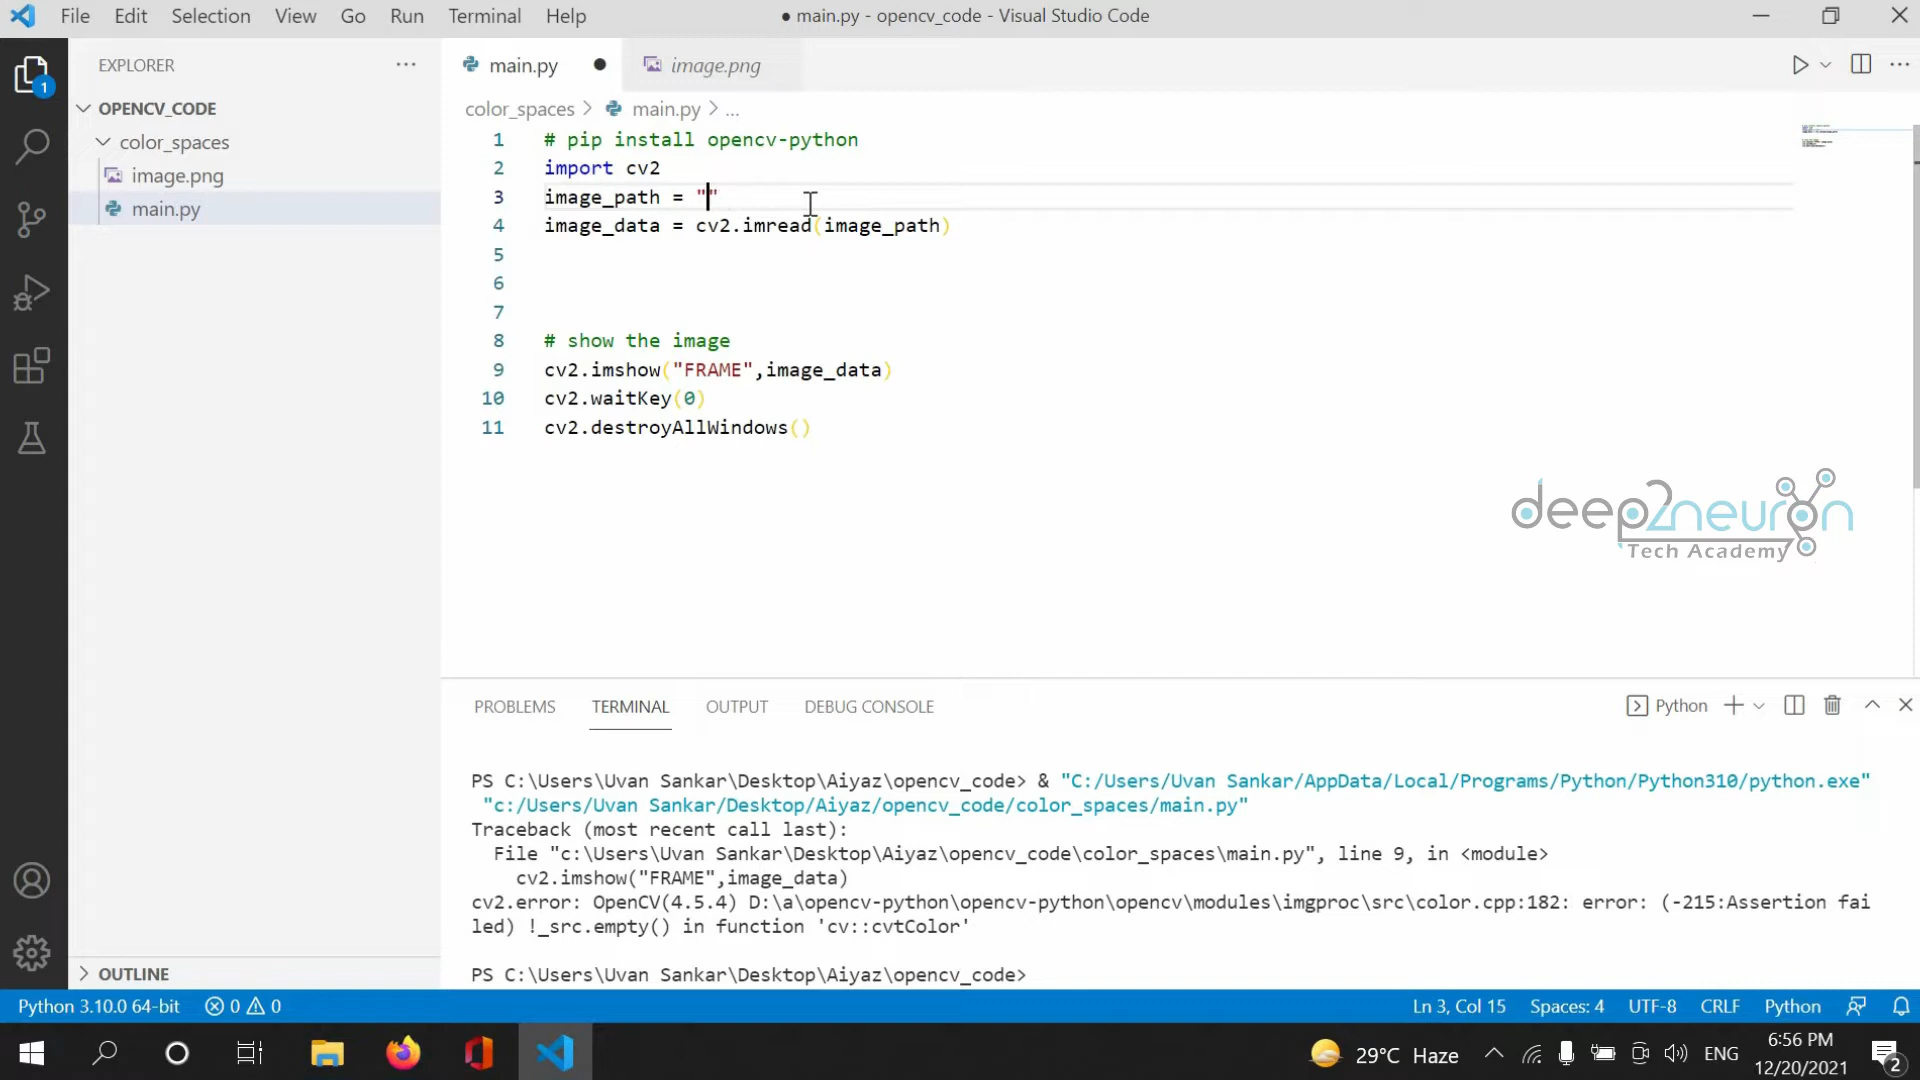 File Edit Selection View Go Run Terminal Help ● main.py - opencv_code - Visual Studio Code
EXPLORER ...
main.py ●
image.png
1
OPENCV_CODE
color_spaces
image.png
main.py
color_spaces > main.py > ...
1 # pip install opencv-python
2 import cv2
3 image_path = ""
4 image_data = cv2.imread(image_path)
5
6
7
8 # show the image
9 cv2.imshow("FRAME",image_data)
10 cv2.waitKey(0)
11 cv2.destroyAllWindows()
deep2neuron
Tech Academy
PROBLEMS TERMINAL OUTPUT DEBUG CONSOLE
Python
PS C:\Users\Uvan Sankar\Desktop\Aiyaz\opencv_code> & "C:/Users/Uvan Sankar/AppData/Local/Programs/Python/Python310/python.exe"
"c:/Users/Uvan Sankar/Desktop/Aiyaz/opencv_code/color_spaces/main.py"
Traceback (most recent call last):
File "c:\Users\Uvan Sankar\Desktop\Aiyaz\opencv_code\color_spaces\main.py", line 9, in <module>
cv2.imshow("FRAME",image_data)
cv2.error: OpenCV(4.5.4) D:\a\opencv-python\opencv-python\opencv\modules\imgproc\src\color.cpp:182: error: (-215:Assertion fai
led) !_src.empty() in function 'cv::cvtColor'
PS C:\Users\Uvan Sankar\Desktop\Aiyaz\opencv_code>
OUTLINE
Python 3.10.0 64-bit 0 0 Ln 3, Col 15 Spaces: 4 UTF-8 CRLF Python
29°C Haze ENG
6:56 PM
12/20/2021
2